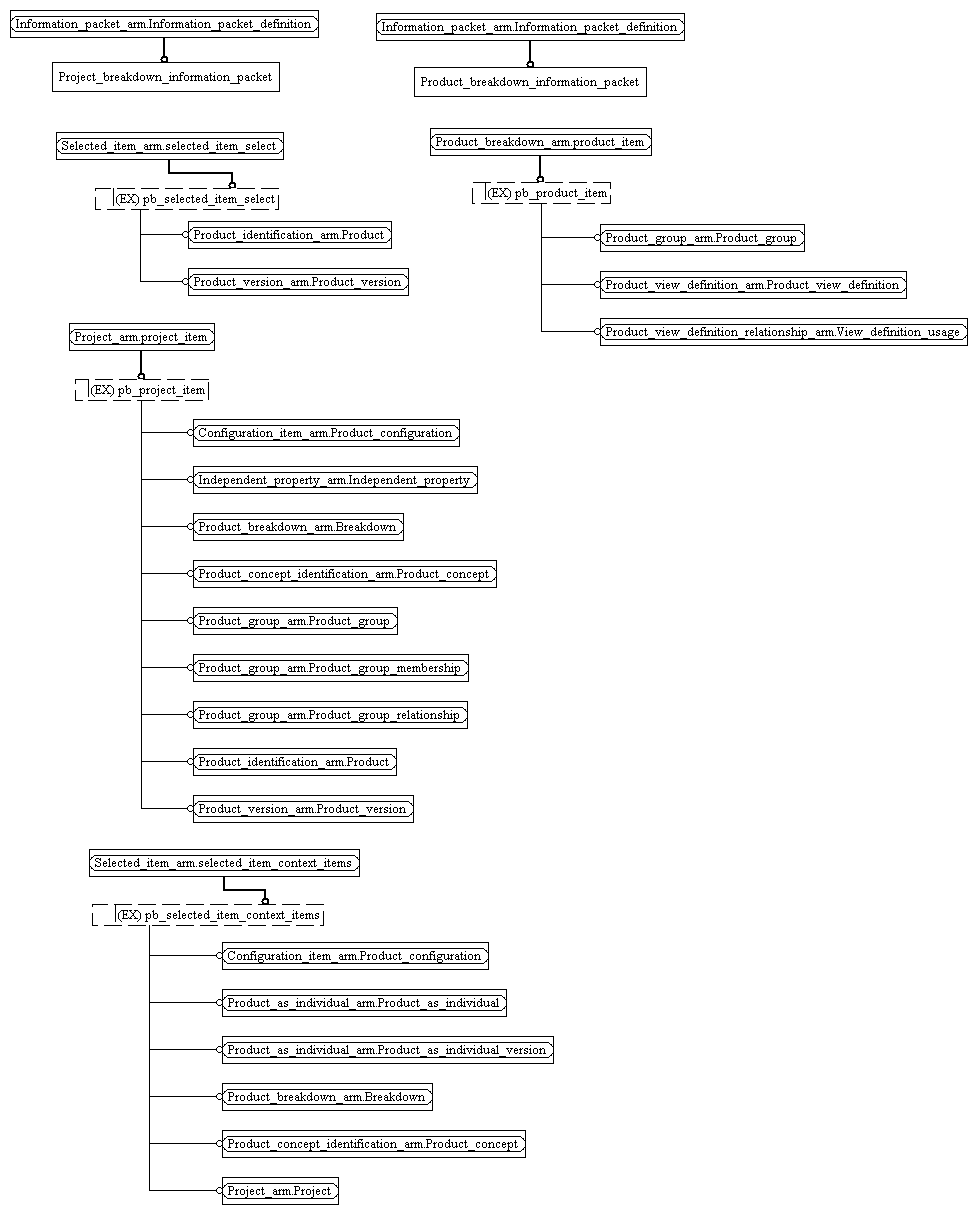 Information_packet_arm.Information_packet_definition
Project_breakdown_information_packet
Information_packet_arm.Information_packet_definition
Product_breakdown_information_packet
Selected_item_arm.selected_item_select
(EX) pb_selected_item_select
Product_identification_arm.Product
Product_version_arm.Product_version
Product_breakdown_arm.product_item
(EX) pb_product_item
Product_group_arm.Product_group
Product_view_definition_arm.Product_view_definition
Product_view_definition_relationship_arm.View_definition_usage
Project_arm.project_item
(EX) pb_project_item
Configuration_item_arm.Product_configuration
Independent_property_arm.Independent_property
Product_breakdown_arm.Breakdown
Product_concept_identification_arm.Product_concept
Product_group_arm.Product_group
Product_group_arm.Product_group_membership
Product_group_arm.Product_group_relationship
Product_identification_arm.Product
Product_version_arm.Product_version
Selected_item_arm.selected_item_context_items
(EX) pb_selected_item_context_items
Configuration_item_arm.Product_configuration
Product_as_individual_arm.Product_as_individual
Product_as_individual_arm.Product_as_individual_version
Product_breakdown_arm.Breakdown
Product_concept_identification_arm.Product_concept
Project_arm.Project